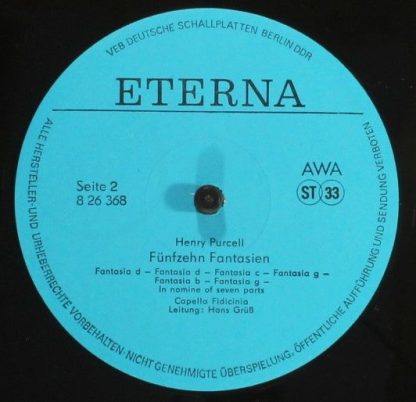 VEB DEUTSCHE SCHALLPLATTEN BERLIN DDR
ETERNA
Seite 2
8 26 368
AWA
ST 33
Henry Purcell
Fünfzehn Fantasien
Fantasia d – Fantasia d – Fantasia c – Fantasia g –
Fantasia b – Fantasia g –
In nomine of seven parts
Capella Fidicinia
Leitung: Hans Grüß
ALLE HERSTELLER- UND URHEBERRECHTE VORBEHALTEN· NICHT GENEHMIGTE ÜBERSPIELUNG, ÖFFENTLICHE AUFFÜHRUNG UND SENDUNG VERBOTEN